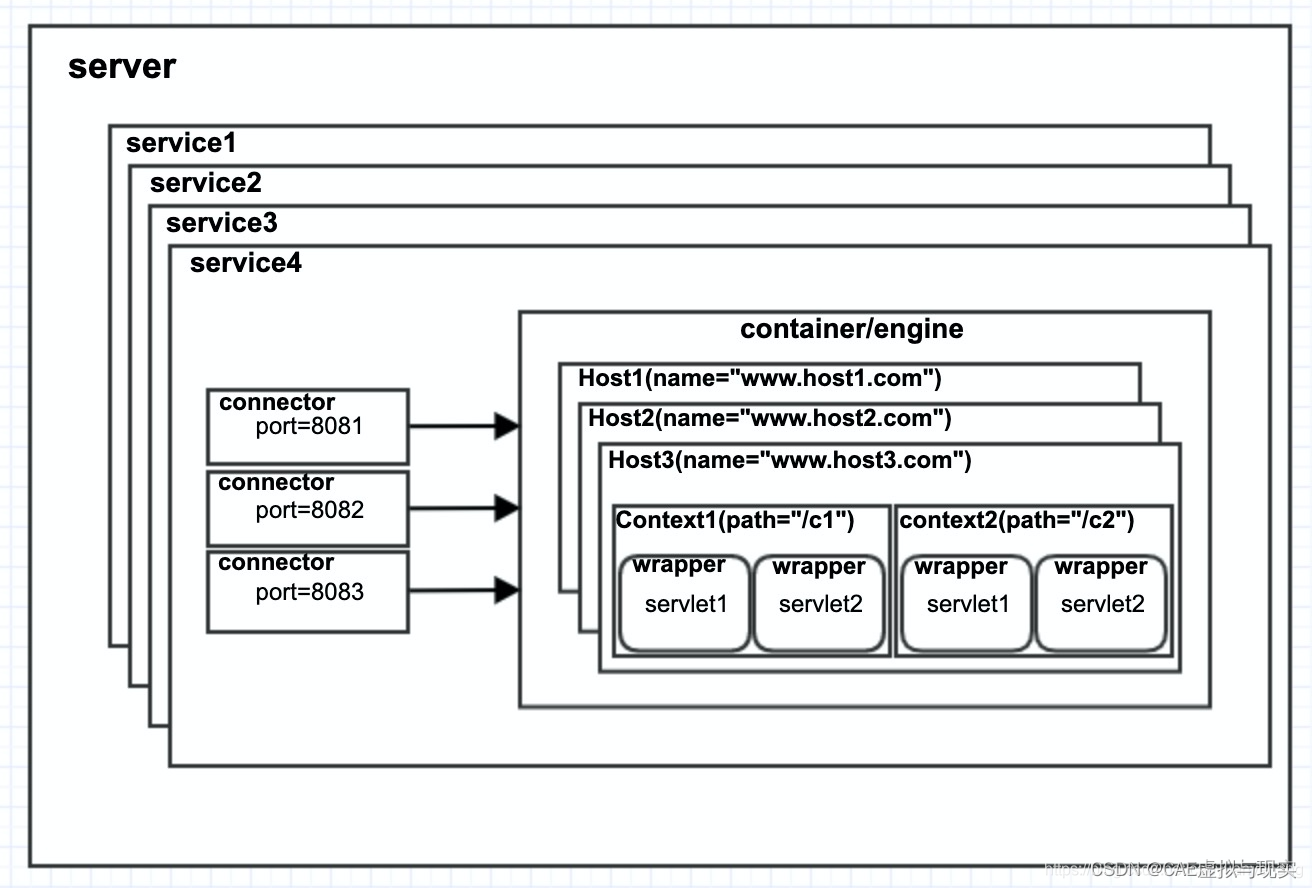 server
service1
service2
service3
service4
container/engine
Host1(name="www.host1.com")
Host2(name="www.host2.com")
Host3(name="www.host3.com")
connector
port=8081
connector
port=8082
connector
port=8083
Context1(path="/c1")
context2(path="/c2")
wrapper
servlet1
wrapper
servlet2
wrapper
servlet1
wrapper
servlet2
CSDN @CAE虚拟与现实